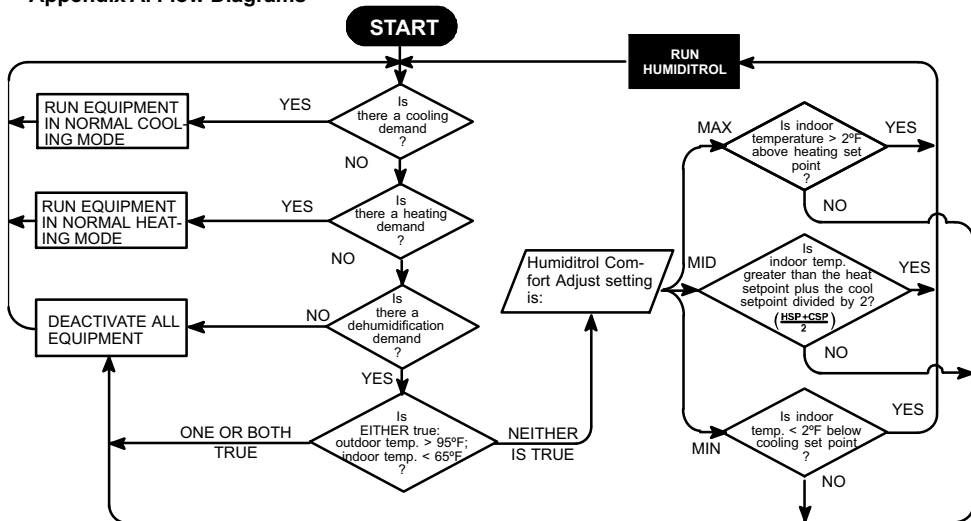 Appendix A. Flow Diagrams
START
RUN
HUMIDITROL
Is
there a cooling
demand
?
YES
NO
RUN EQUIPMENT
IN NORMAL COOL-
ING MODE
Is
there a heating
demand
?
YES
NO
RUN EQUIPMENT
IN NORMAL HEAT-
ING MODE
Is
there a
dehumidification
demand
?
NO
YES
DEACTIVATE ALL
EQUIPMENT
Is
EITHER true:
outdoor temp. > 95ºF;
indoor temp. < 65ºF
?
ONE OR BOTH
TRUE
NEITHER
IS TRUE
Humiditrol Com-
fort Adjust setting
is:
MAX
Is indoor
temperature > 2ºF
above heating set
point
?
YES
NO
MID
Is
indoor temp.
greater than the heat
setpoint plus the cool
setpoint divided by 2?
(HSP+CSP
2)
YES
NO
MIN
Is indoor
temp. < 2ºF below
cooling set point
?
YES
NO